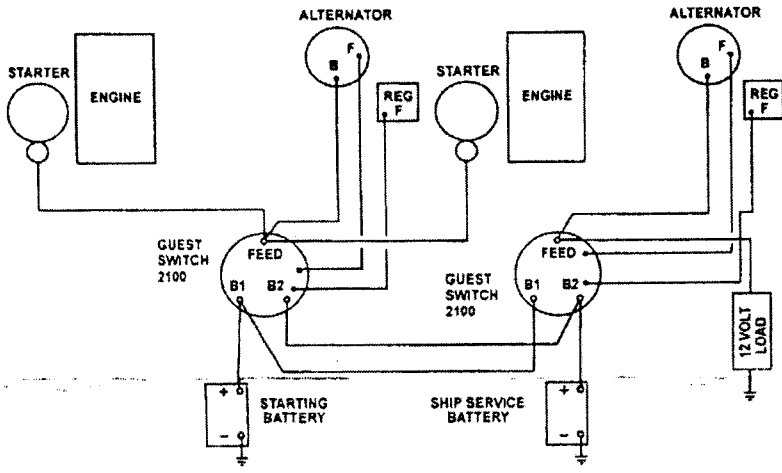 ALTERNATOR
F
B
STARTER
ENGINE
REG
F
STARTER
ENGINE
ALTERNATOR
F
B
REG
F
GUEST
SWITCH
2100
FEED
B1
B2
GUEST
SWITCH
2100
FEED
B1
B2
12 VOLT
LOAD
+
-
STARTING
BATTERY
SHIP SERVICE
BATTERY
+
-